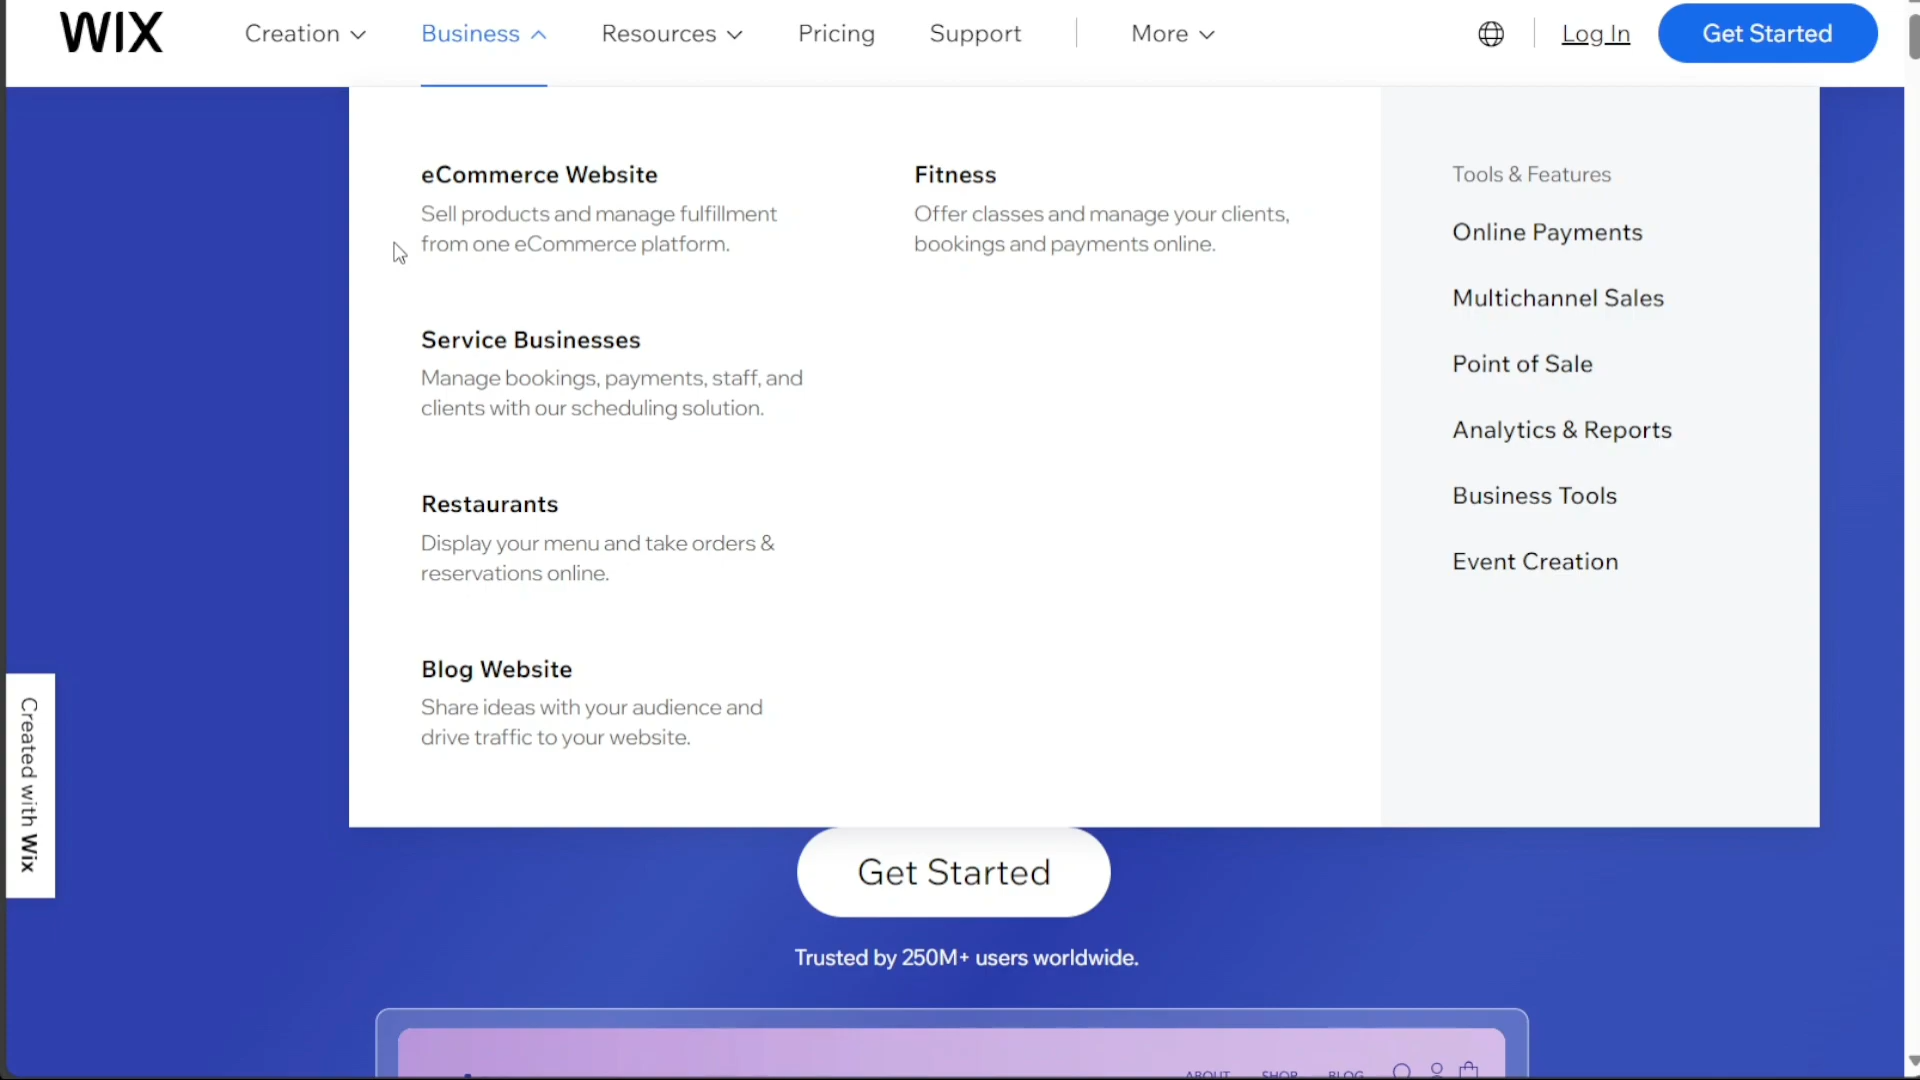 WIX
Creation
Business
Resources
Pricing
Support
More
Log In
Get Started
eCommerce Website
Sell products and manage fulfillment
from one eCommerce platform.
Service Businesses
Manage bookings, payments, staff, and
clients with our scheduling solution.
Restaurants
Display your menu and take orders &
reservations online.
Blog Website
Share ideas with your audience and
drive traffic to your website.
Fitness
Offer classes and manage your clients,
bookings and payments online.
Tools & Features
Online Payments
Multichannel Sales
Point of Sale
Analytics & Reports
Business Tools
Event Creation
Created with Wix
Get Started
Trusted by 250M+ users worldwide.
ABOUT
SHOP
BLOG